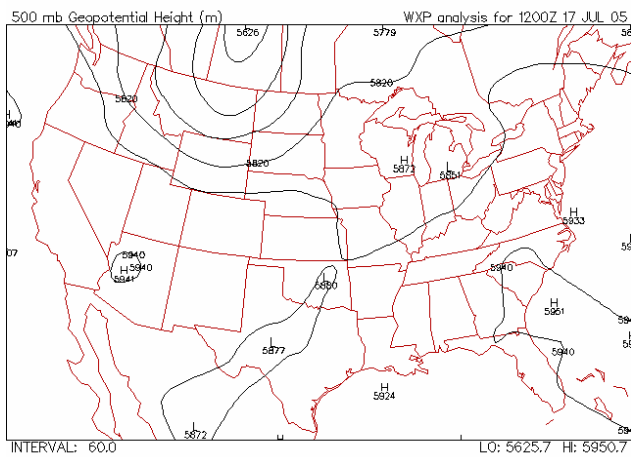 500 mb Geopotential Height (m) WXP analysis for 1200Z 17 JUL 05
5626 5779
5820 5820
H
5820
H L
5872 5851
H
5933
07
5940
5940
H
5941
5940
L
5880
H
5951
L
5877
5940
H
5924
L
5872
INTERVAL: 60.0 LO: 5625.7 HI: 5950.7